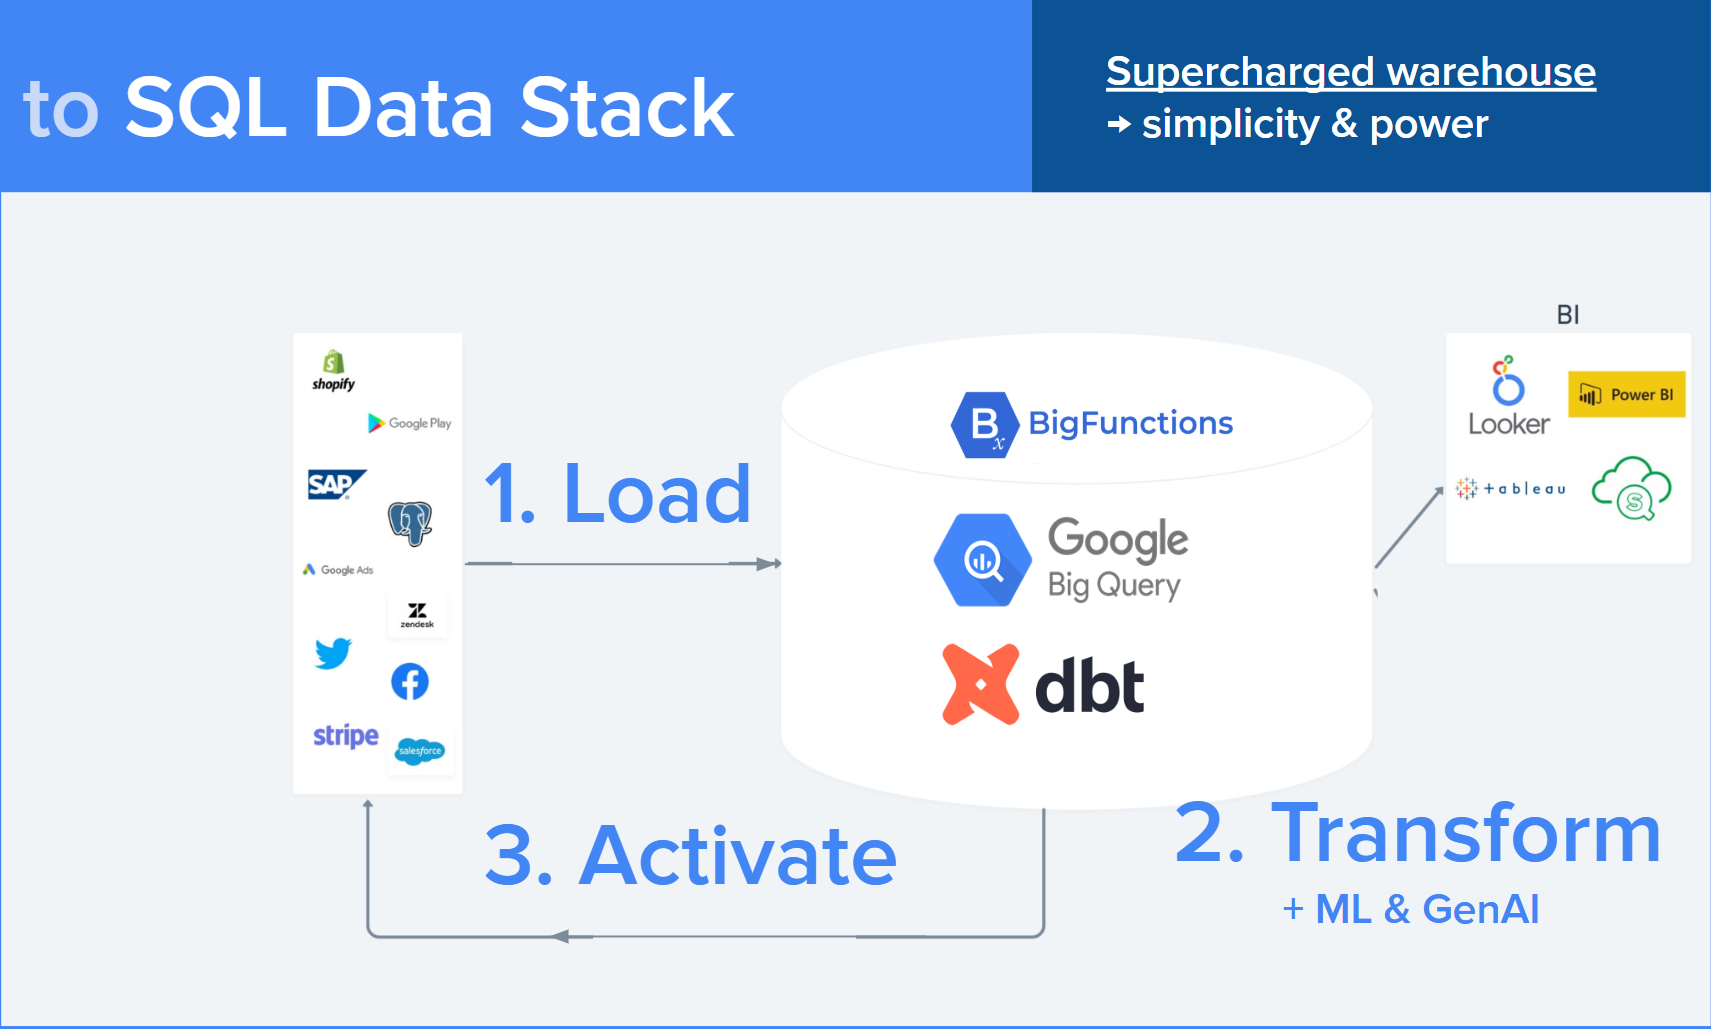 to SQL Data Stack
Supercharged warehouse
→ simplicity & power
BI
shopify
Google Play
SAP
Google Ads
zendesk
stripe
salesforce
1. Load
Bx BigFunctions
Google
Big Query
dbt
Looker
Power BI
+ a b l e a u
S
3. Activate
2. Transform
+ ML & GenAI